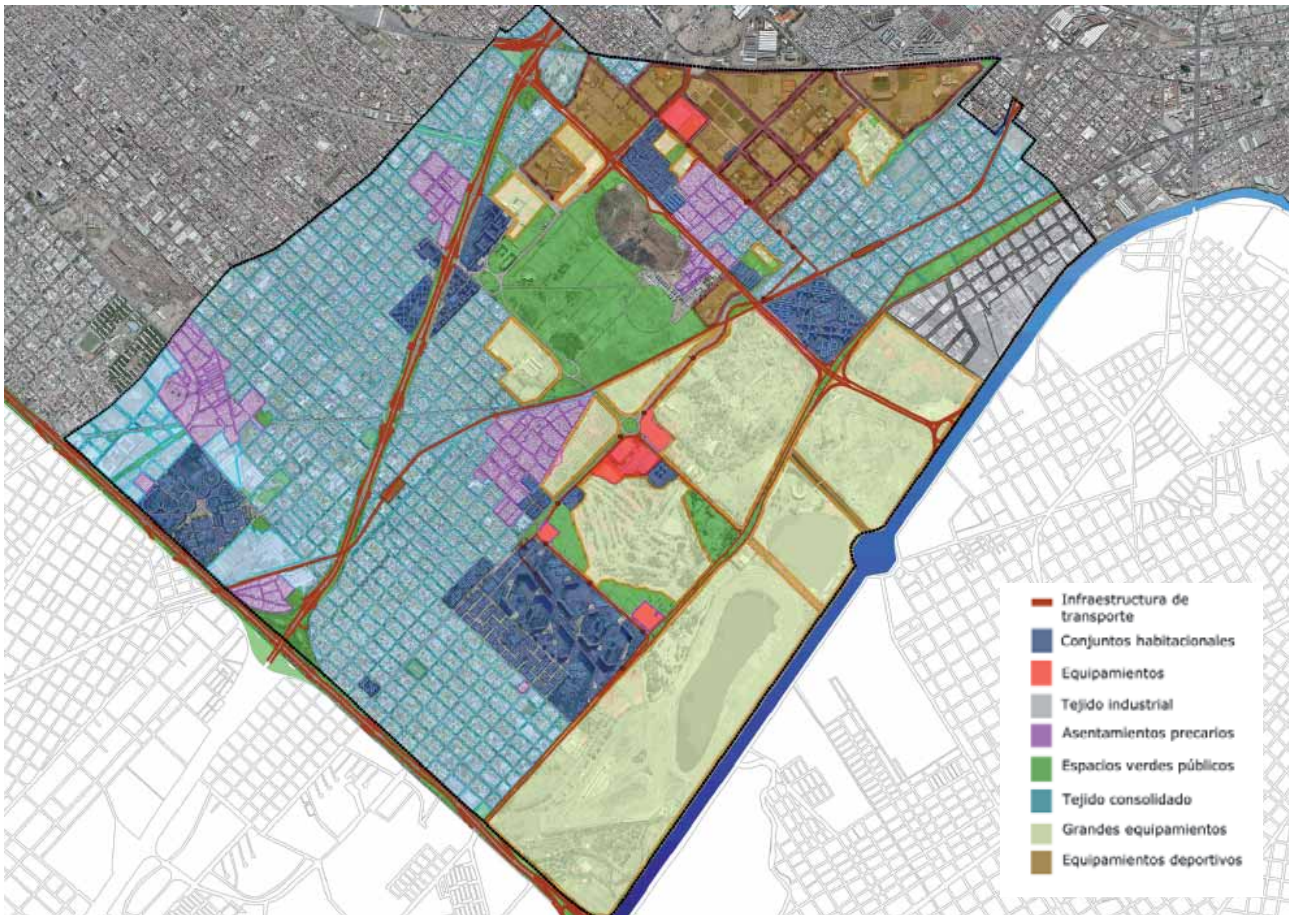 Infraestructura de
transporte
Conjuntos habitacionales
Equipamientos
Tejido industrial
Asentamientos precarios
Espacios verdes públicos
Tejido consolidado
Grandes equipamientos
Equipamientos deportivos